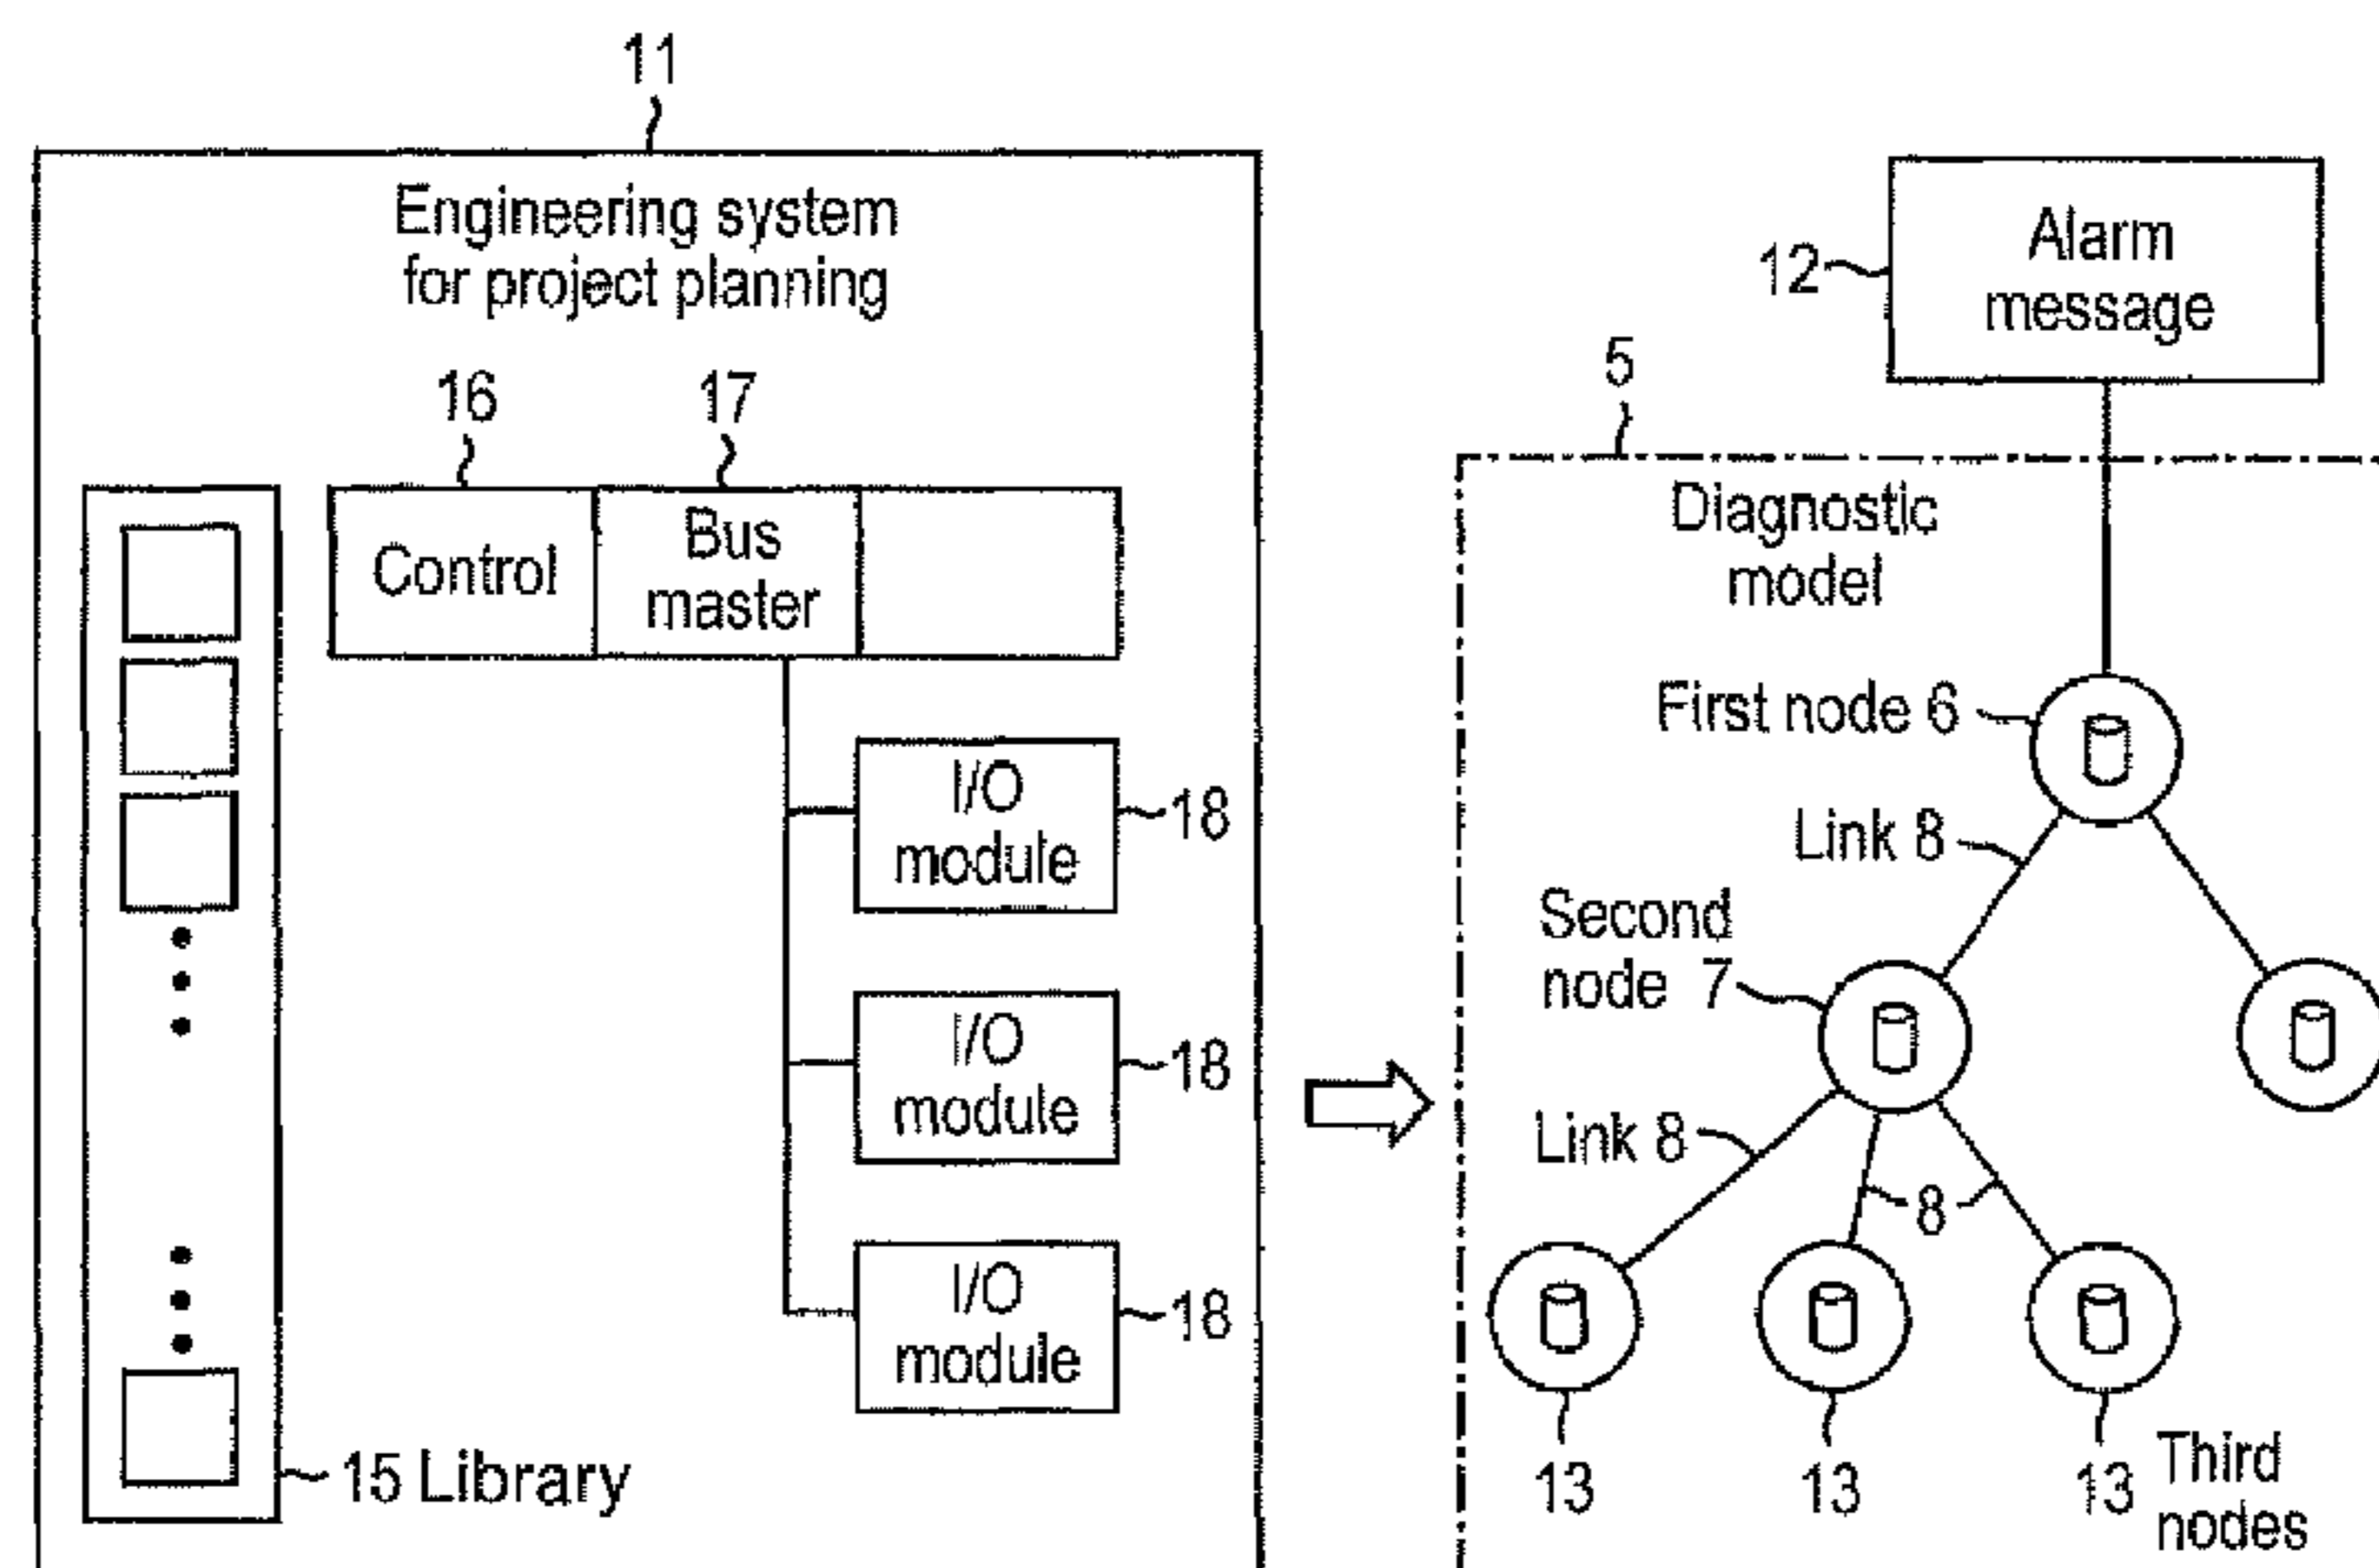 11
Engineering system
for project planning
16
17
Control
Bus
master
I/O
module
18
I/O
module
18
I/O
module
18
15 Library
12
Alarm
message
5
Diagnostic
model
First node 6
Link 8
Second
node 7
Link 8
8
13
13
13
Third
nodes